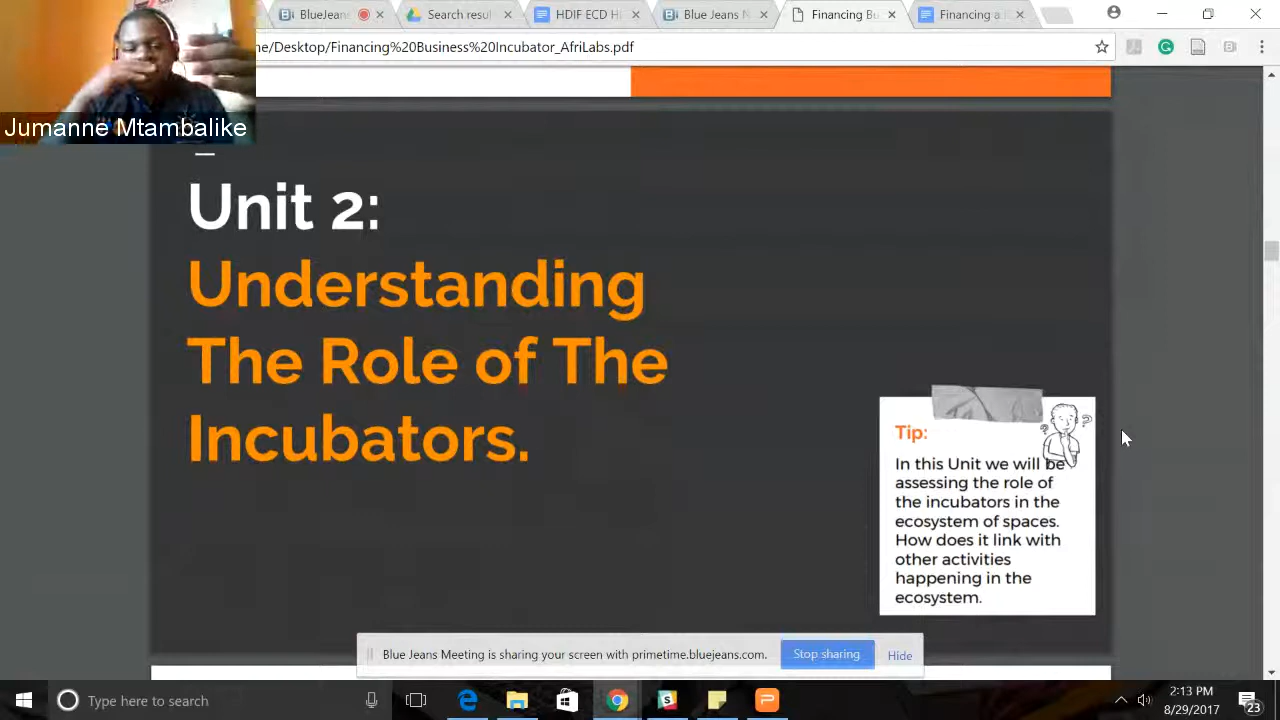 BlueJeans
Search resul
HDIF ECD Hi
Blue Jeans N
Financing Bu
Financing a
ne/Desktop/Financing%20Business%20Incubator_AfriLabs.pdf
Jumanne Mtambalike
Unit 2:
Understanding
The Role of The
Incubators.
Tip:
In this Unit we will be
assessing the role of
the incubators in the
ecosystem of spaces.
How does it link with
other activities
happening in the
ecosystem.
Blue Jeans Meeting is sharing your screen with primetime.bluejeans.com.
Stop sharing
Hide
Type here to search
2:13 PM
8/29/2017
23